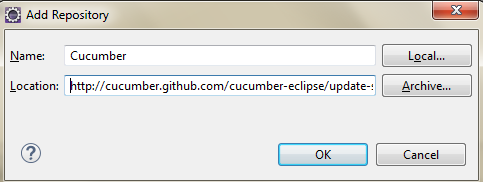 Add Repository
Name: Cucumber Local...
Location: http://cucumber.github.com/cucumber-eclipse/update-s Archive...
? OK Cancel